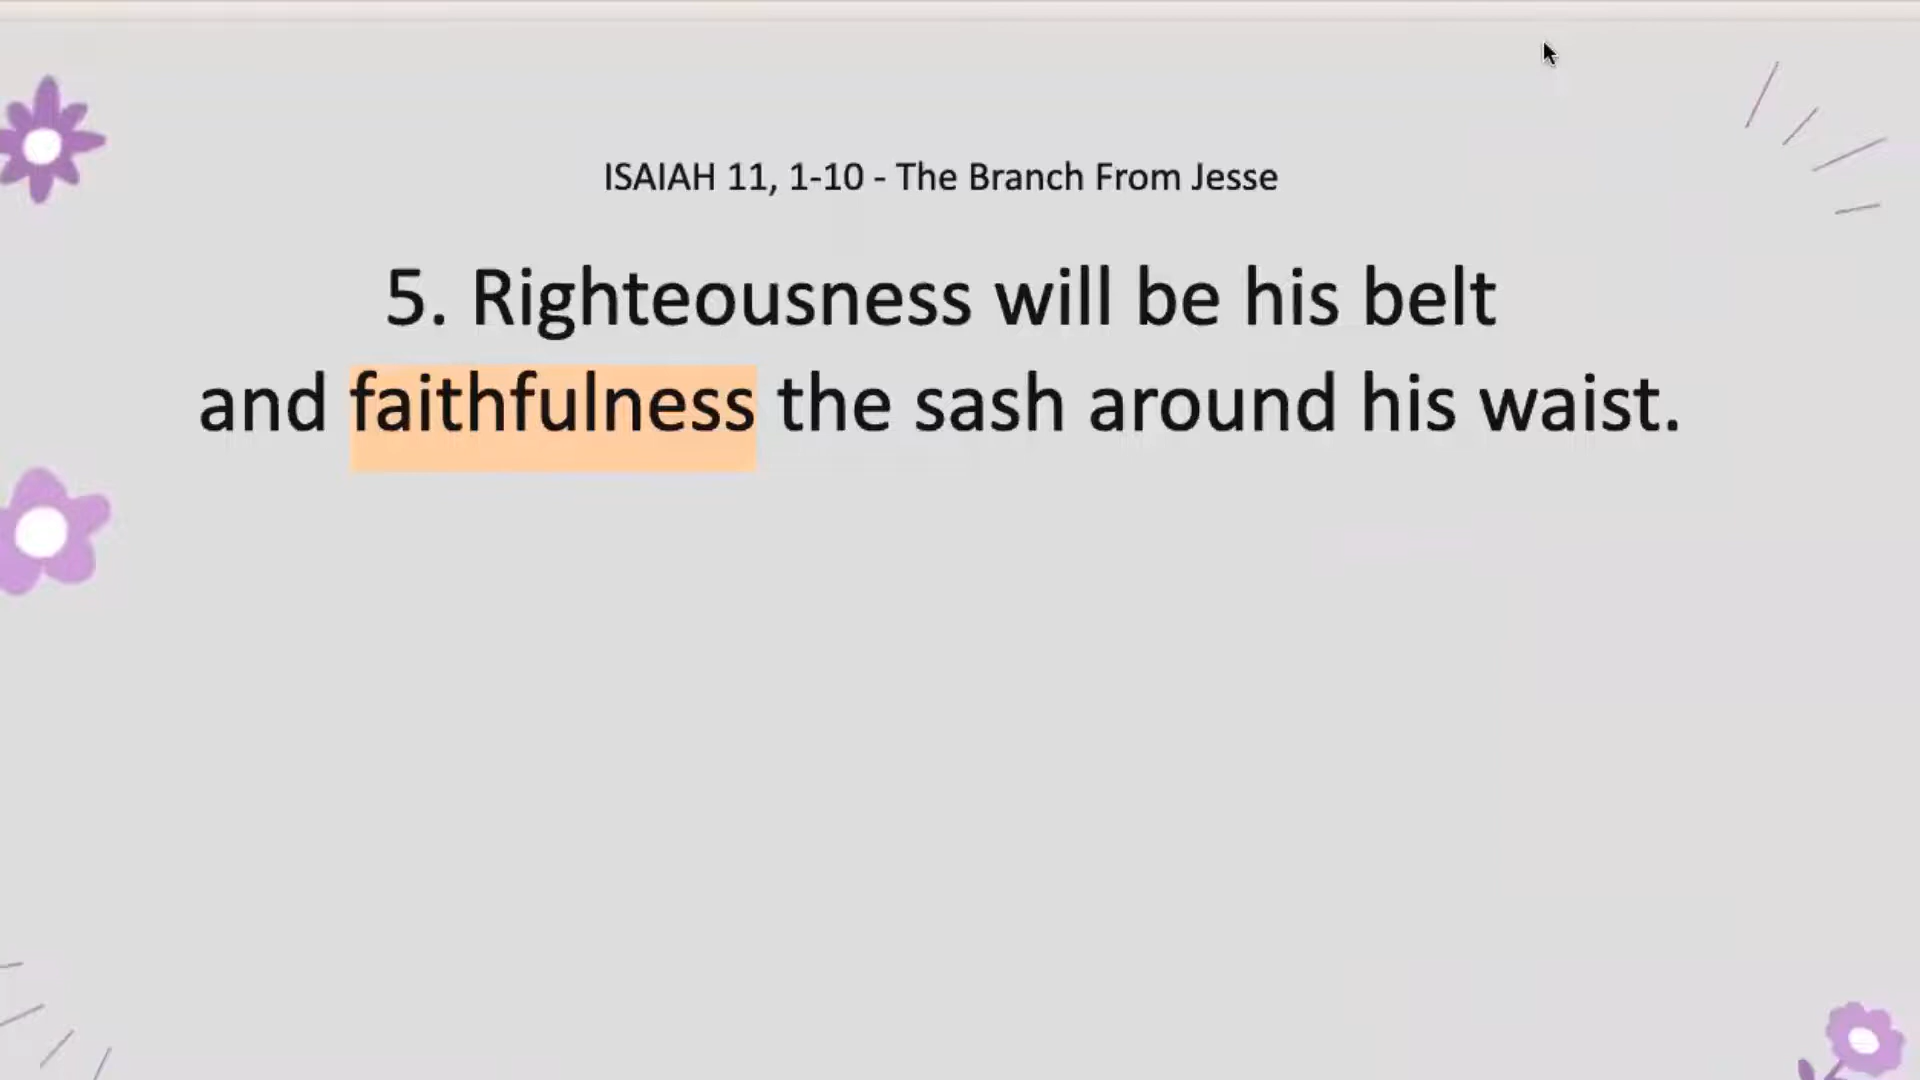 ISAIAH 11, 1-10 - The Branch From Jesse
5. Righteousness will be his belt
and faithfulness the sash around his waist.